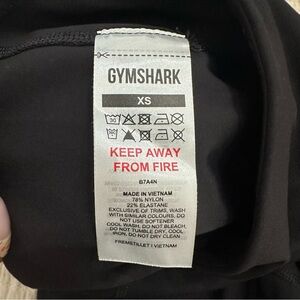 GYMSHARK
XS
KEEP AWAY
FROM FIRE
B7A4N
MADE IN VIETNAM
78% NYLON
22% ELASTANE
EXCLUSIVE OF TRIMS, WASH
WITH SIMILAR COLOURS, DO
NOT USE SOFTENER
COOL WASH, DO NOT BLEACH,
DO NOT TUMBLE DRY, COOL
IRON, DO NOT DRY CLEAN
FREMSTILLET I VIETNAM